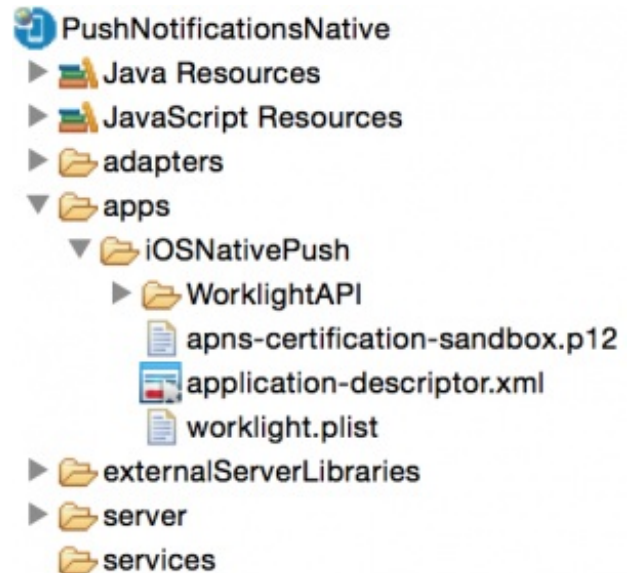 PushNotificationsNative
Java Resources
JavaScript Resources
adapters
apps
iOSNativePush
WorklightAPI
apns-certification-sandbox.p12
application-descriptor.xml
worklight.plist
externalServerLibraries
server
services